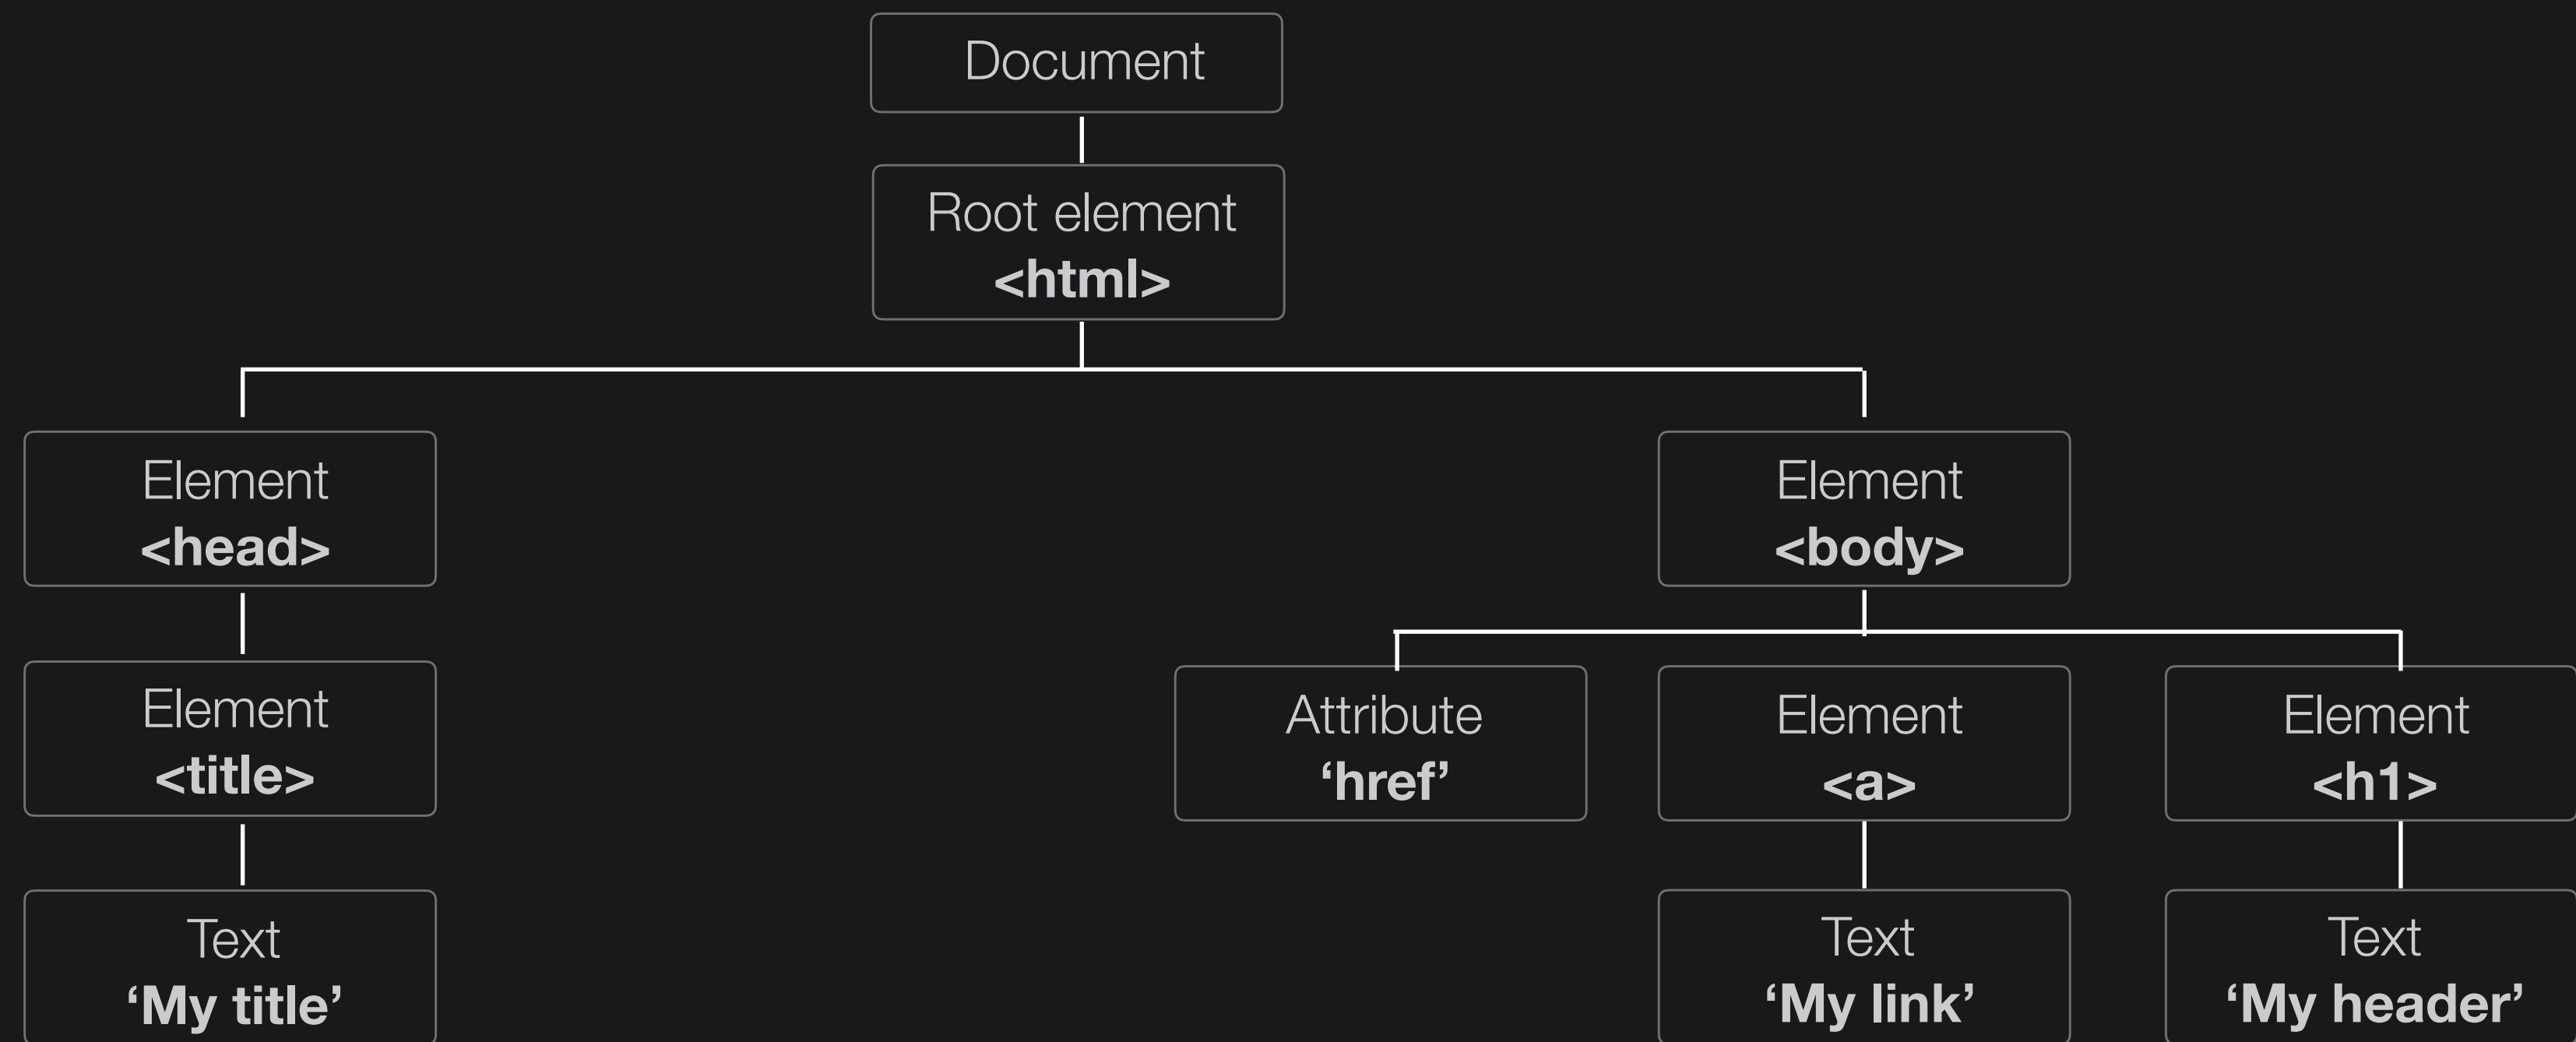 Document
Root element
<html>
Element
<head>
Element
<body>
Element
<title>
Attribute
‘href’
Element
<a>
Element
<h1>
Text
‘My title’
Text
‘My link’
Text
‘My header’